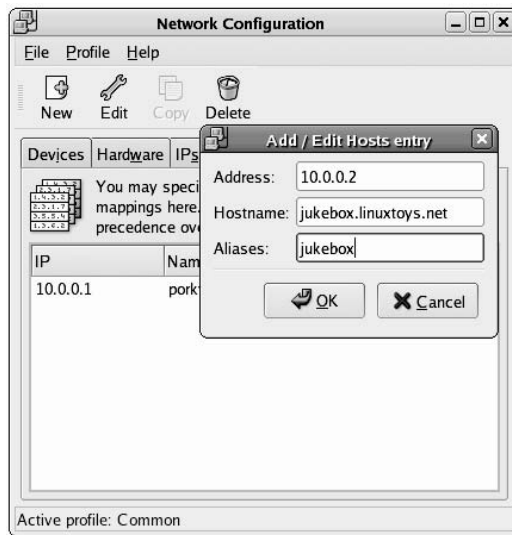 Network Configuration
File Profile Help
New Edit Copy Delete
Add / Edit Hosts entry
Address: 10.0.0.2
Hostname: jukebox.linuxtoys.net
Aliases: jukebox
OK Cancel
Devices Hardware IPs
You may speci
mappings here.
precedence ov
IP Nam
10.0.0.1 pork
Active profile: Common